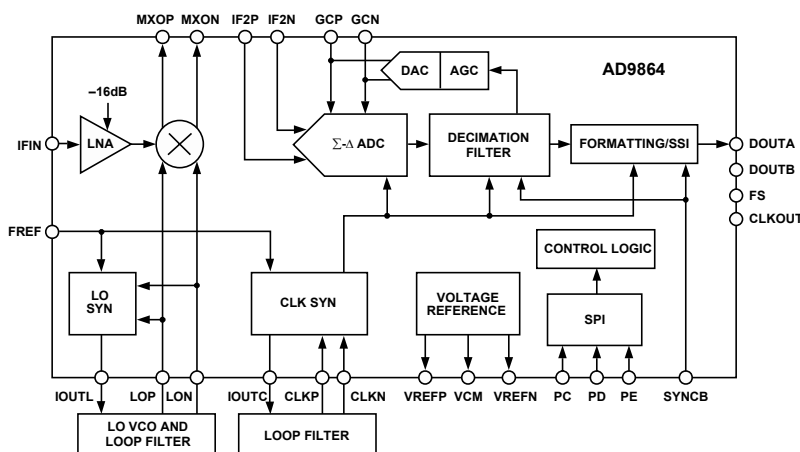 MXOP MXON IF2P IF2N GCP GCN
AD9864
DAC AGC
–16dB
LNA
IFIN
Σ-Δ ADC
DECIMATION
FILTER
FORMATTING/SSI
DOUTA
DOUTB
FS
CLKOUT
FREF
LO
SYN
CLK SYN
VOLTAGE
REFERENCE
CONTROL LOGIC
SPI
IOUTL LOP LON IOUTC CLKP CLKN VREFP VCM VREFN PC PD PE SYNCB
LO VCO AND
LOOP FILTER
LOOP FILTER